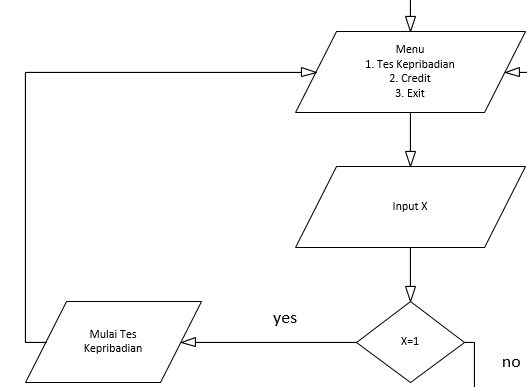 Menu
1. Tes Kepribadian
2. Credit
3. Exit
Input X
yes
Mulai Tes
Kepribadian
X=1
no